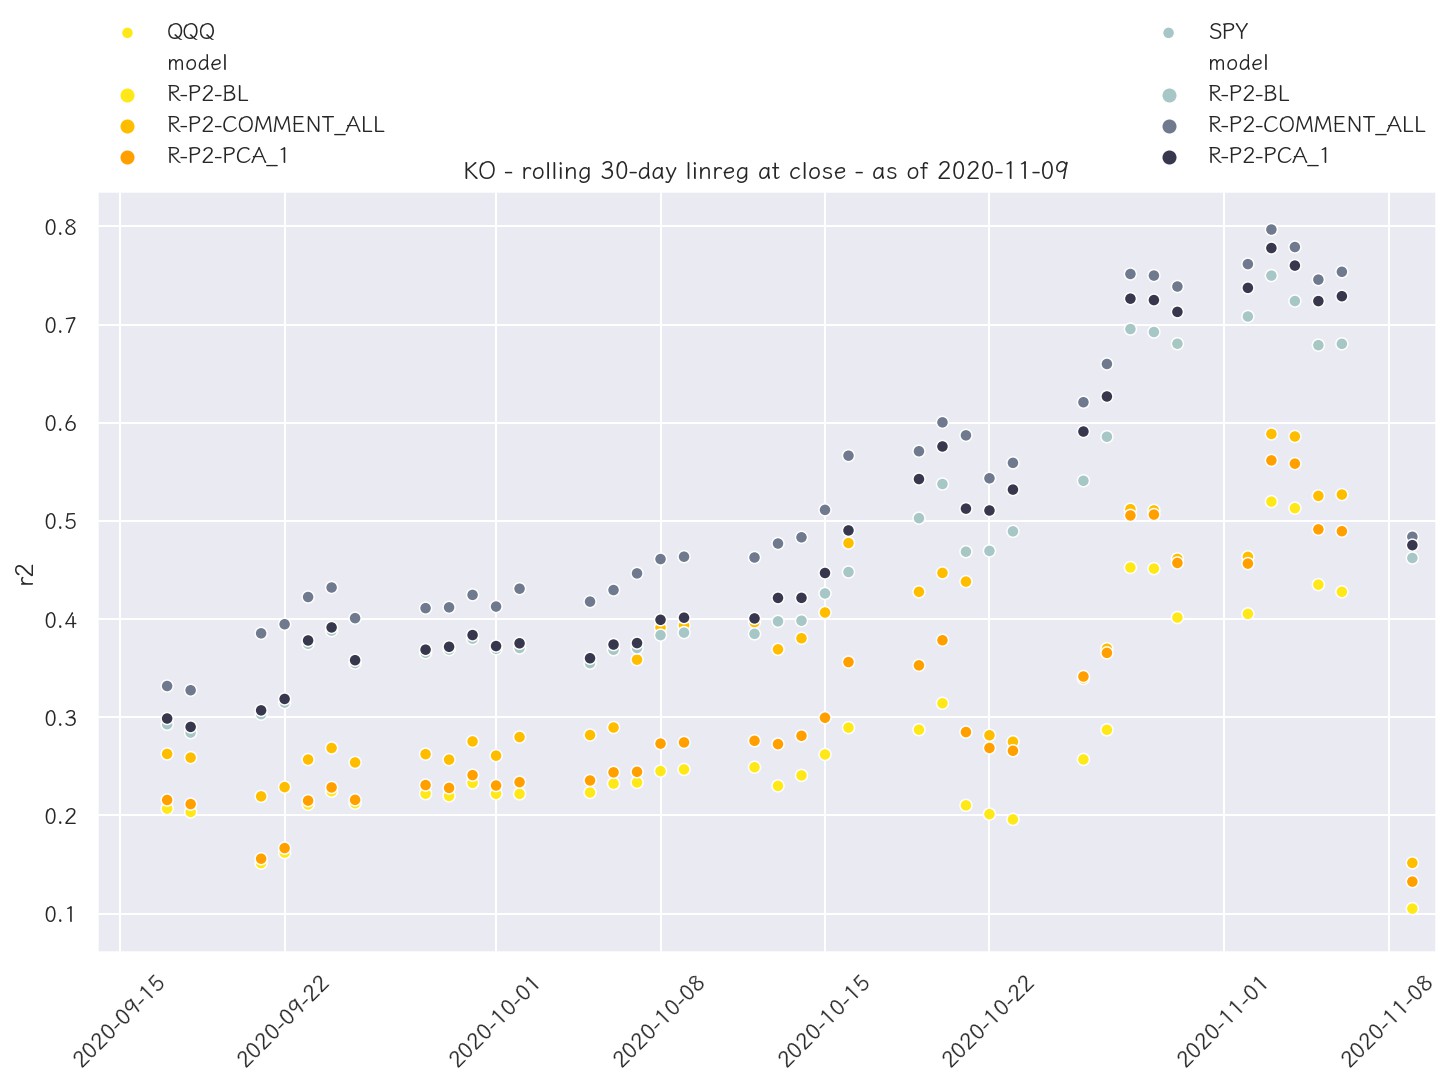 QQQ
model
R-P2-BL
R-P2-COMMENT_ALL
R-P2-PCA_1
SPY
model
R-P2-BL
R-P2-COMMENT_ALL
R-P2-PCA_1
KO - rolling 30-day linreg at close - as of 2020-11-09
r2
0.8
0.7
0.6
0.5
0.4
0.3
0.2
0.1
2020-09-15
2020-09-22
2020-10-01
2020-10-08
2020-10-15
2020-10-22
2020-11-01
2020-11-08